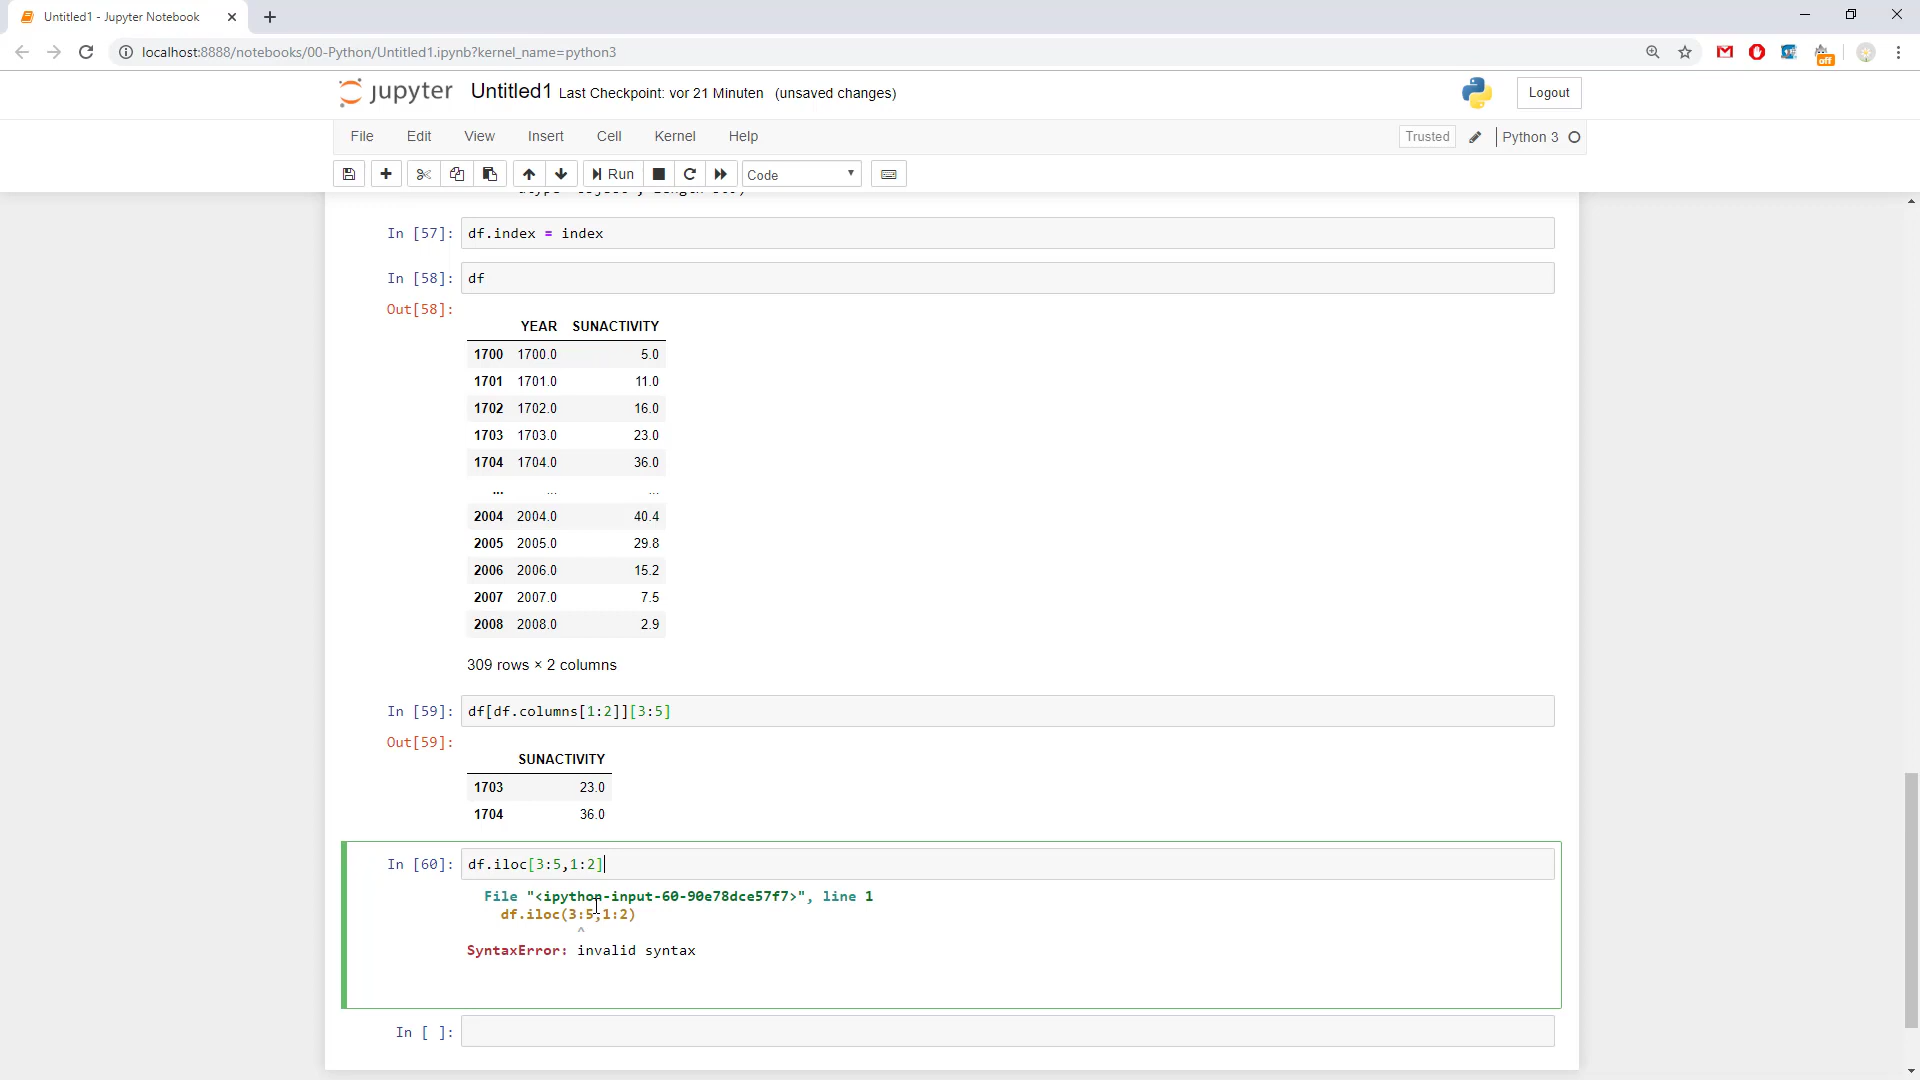 Untitled1 - Jupyter Notebook
localhost:8888/notebooks/00-Python/Untitled1.ipynb?kernel_name=python3
off
jupyter Untitled1 Last Checkpoint: vor 21 Minuten (unsaved changes)
Logout
File Edit View Insert Cell Kernel Help
Trusted
Python 3
Run
Code
In [57]: df.index = index
In [58]: df
Out[58]:
YEAR SUNACTIVITY
1700 1700.0 5.0
1701 1701.0 11.0
1702 1702.0 16.0
1703 1703.0 23.0
1704 1704.0 36.0
... ... ...
2004 2004.0 40.4
2005 2005.0 29.8
2006 2006.0 15.2
2007 2007.0 7.5
2008 2008.0 2.9
309 rows × 2 columns
In [59]: df[df.columns[1:2]][3:5]
Out[59]:
SUNACTIVITY
1703 23.0
1704 36.0
In [60]: df.iloc[3:5,1:2]
File "<ipython-input-60-90e78dce57f7>", line 1
df.iloc(3:5,1:2)
^
SyntaxError: invalid syntax
In [ ]: